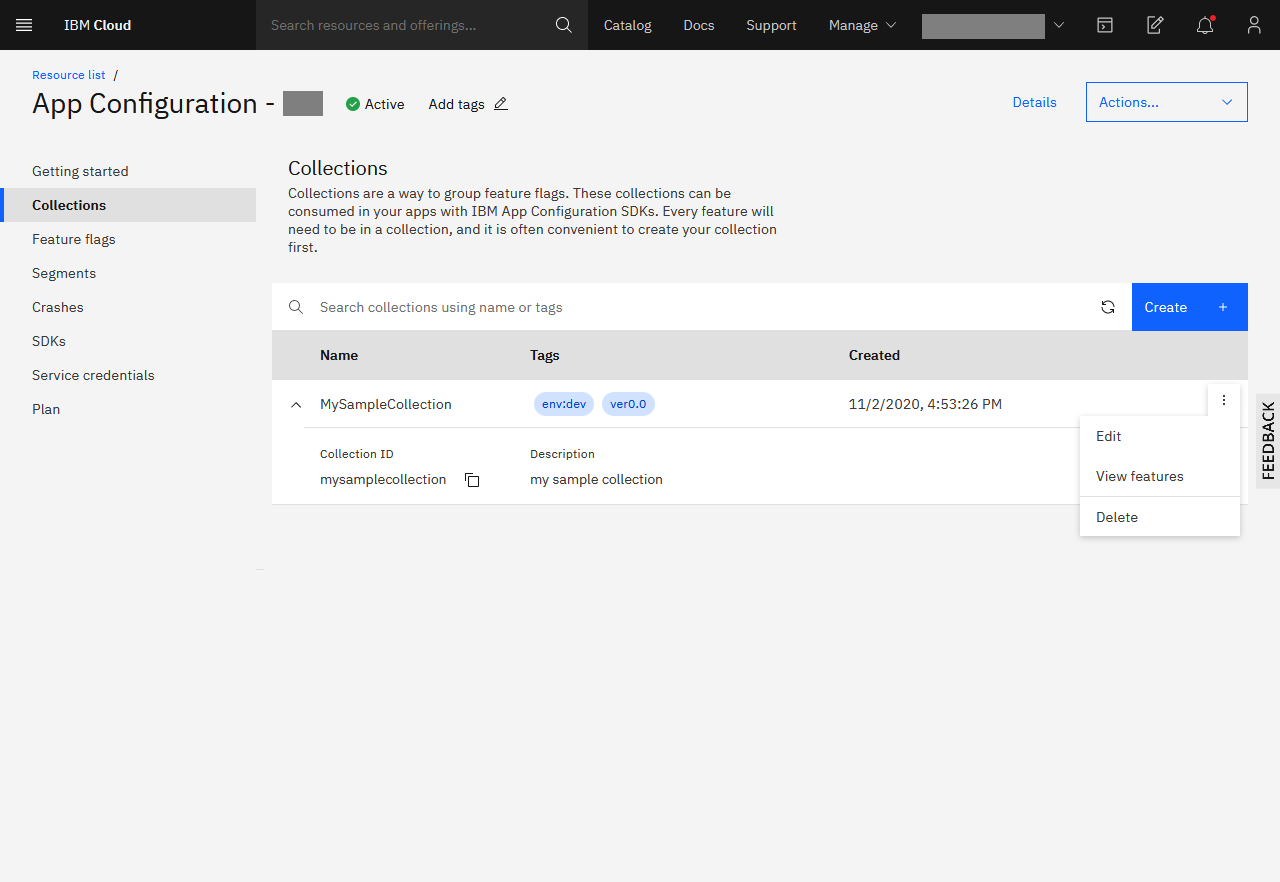 IBM Cloud
Search resources and offerings...
Catalog
Docs
Support
Manage
Resource list /
App Configuration -
Active
Add tags
Details
Actions...
Getting started
Collections
Feature flags
Segments
Crashes
SDKs
Service credentials
Plan
Collections
Collections are a way to group feature flags. These collections can be
consumed in your apps with IBM App Configuration SDKs. Every feature will
need to be in a collection, and it is often convenient to create your collection
first.
Search collections using name or tags
Create +
Name
Tags
Created
MySampleCollection
env:dev
ver0.0
11/2/2020, 4:53:26 PM
Collection ID
Description
mysamplecollection
my sample collection
Edit
View features
Delete
FEEDBACK